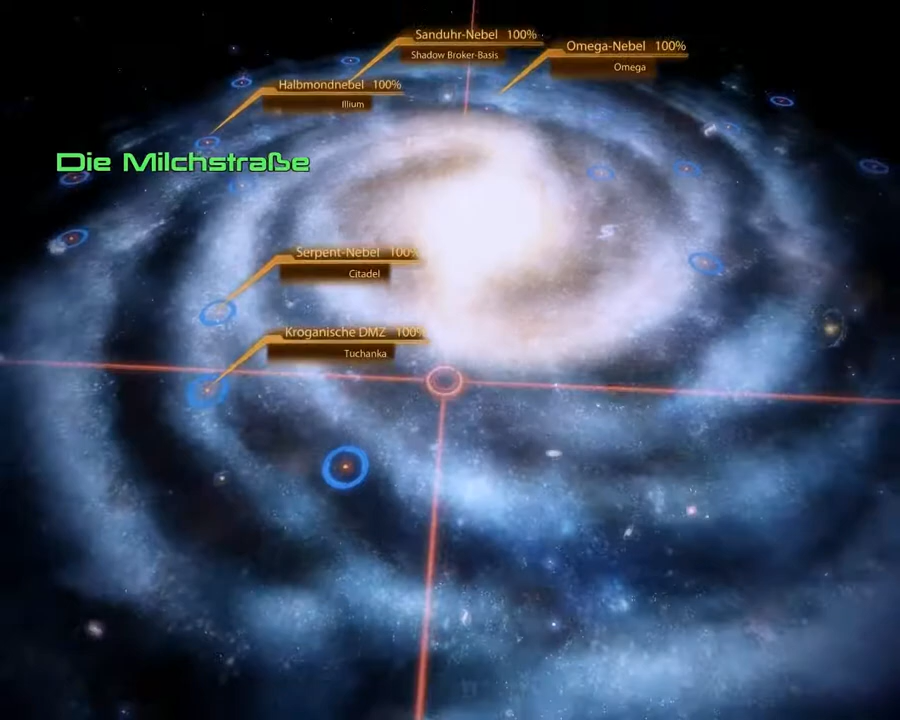 Sanduhr-Nebel 100%
Shadow Broker-Basis
Omega-Nebel 100%
Omega
Halbmondnebel 100%
Illium
Die Milchstraße
Serpent-Nebel 100%
Citadel
Kroganische DMZ 100%
Tuchanka